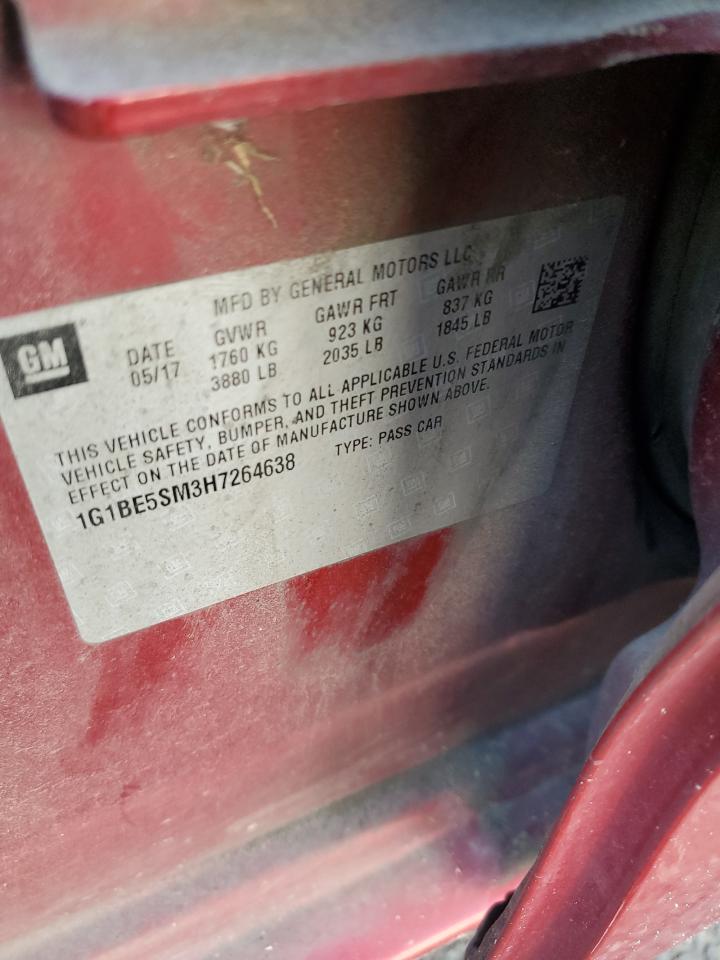 MFD BY GENERAL MOTORS LLC
GM
DATE GVWR GAWR FRT GAWR RR
05/17 1760 KG 923 KG 837 KG
3880 LB 2035 LB 1845 LB
THIS VEHICLE CONFORMS TO ALL APPLICABLE U.S. FEDERAL MOTOR
VEHICLE SAFETY, BUMPER, AND THEFT PREVENTION STANDARDS IN
EFFECT ON THE DATE OF MANUFACTURE SHOWN ABOVE.
1G1BE5SM3H7264638 TYPE: PASS CAR